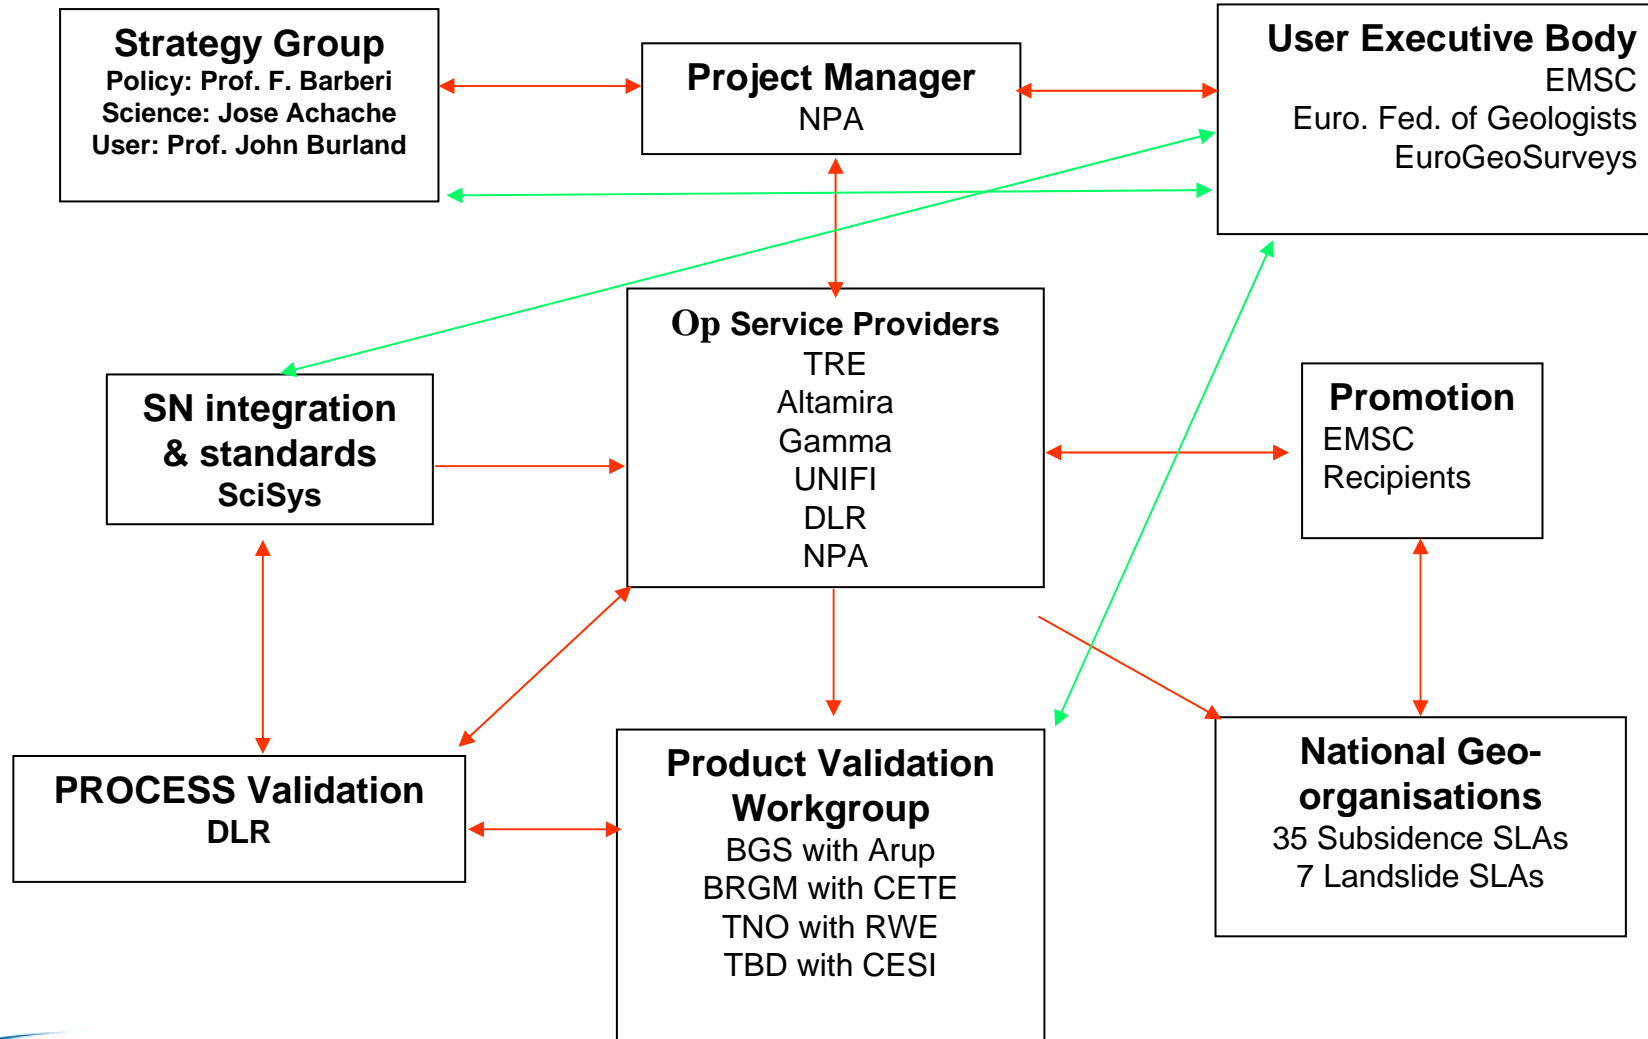 Strategy Group
Policy: Prof. F. Barberi
Science: Jose Achache
User: Prof. John Burland
Project Manager
NPA
User Executive Body
EMSC
Euro. Fed. of Geologists
EuroGeoSurveys
Op Service Providers
TRE
Altamira
Gamma
UNIFI
DLR
NPA
SN integration
& standards
SciSys
Promotion
EMSC
Recipients
PROCESS Validation
DLR
Product Validation
Workgroup
BGS with Arup
BRGM with CETE
TNO with RWE
TBD with CESI
National Geo-
organisations
35 Subsidence SLAs
7 Landslide SLAs